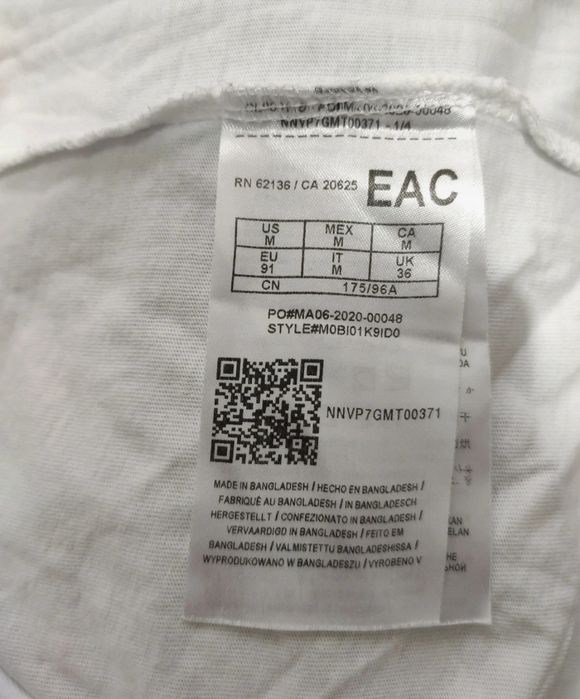 NNVP7GMT00371 - 1/4
RN 62136 / CA 20625 EAC
US M MEX M CA M
EU 91 IT M UK 36
CN 175/96A
PO#MA06-2020-00048
STYLE#M0BI01K9ID0
NNVP7GMT00371
MADE IN BANGLADESH / HECHO EN BANGLADESH /
FABRIQUÉ AU BANGLADESH / IN BANGLADESCH
HERGESTELLT / CONFEZIONATO IN BANGLADESH /
VERVAARDIGD IN BANGLADESH / FEITO EM
BANGLADESH / VALMISTETTU BANGLADESHISSA /
WYPRODUKOWANO W BANGLADESZU / VYROBENO V